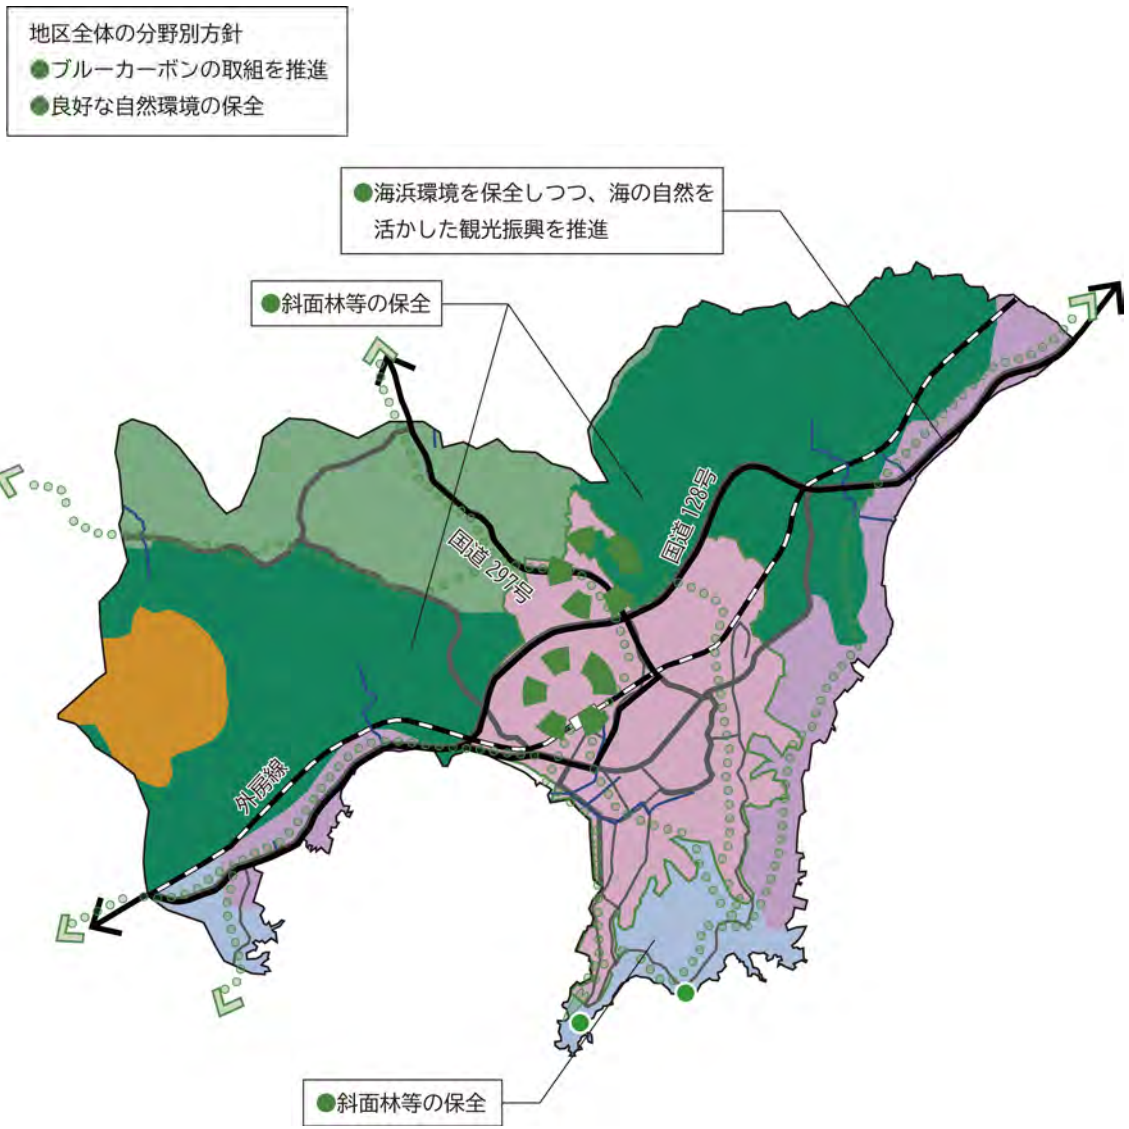 地区全体の分野別方針
●ブルーカーボンの取組を推進
●良好な自然環境の保全
●海浜環境を保全しつつ、海の自然を
活かした観光振興を推進
●斜面林等の保全
国道 128号
国道 297号
外房線
●斜面林等の保全